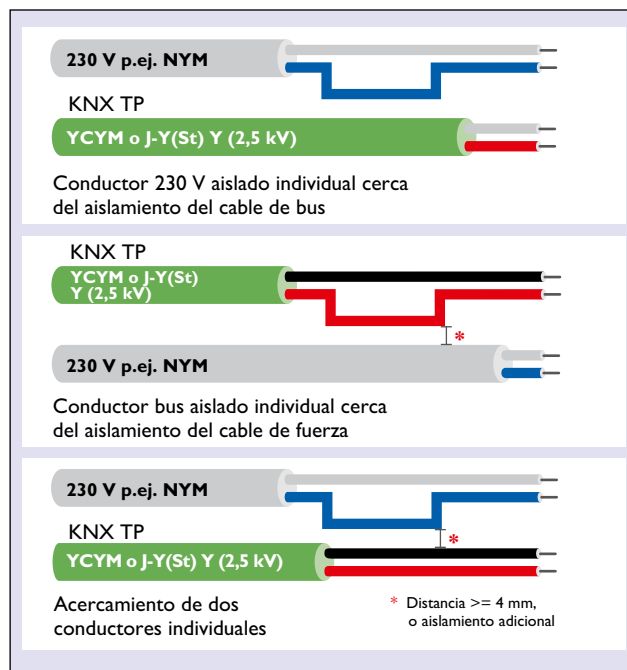 230 V p.ej. NYM
KNX TP
YCYM o J-Y(St) Y (2,5 kV)
Conductor 230 V aislado individual cerca
del aislamiento del cable de bus
KNX TP
YCYM o J-Y(St)
Y (2,5 kV)
*
230 V p.ej. NYM
Conductor bus aislado individual cerca
del aislamiento del cable de fuerza
230 V p.ej. NYM
KNX TP
*
YCYM o J-Y(St) Y (2,5 kV)
Acercamiento de dos
conductores individuales
* Distancia >= 4 mm,
o aislamiento adicional